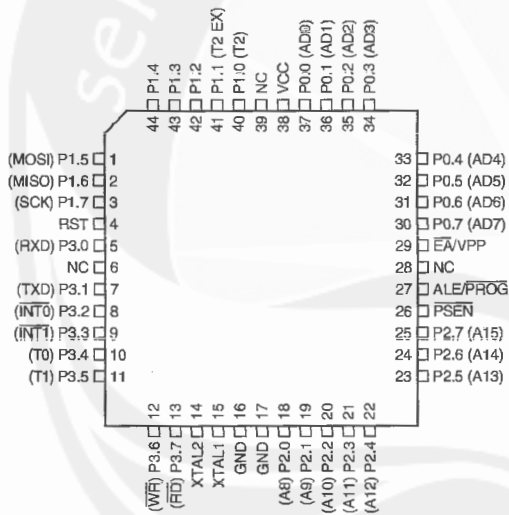 44 P1.4
43 P1.3
42 P1.2
41 P1.1 (T2 EX)
40 P1.0 (T2)
39 NC
38 VCC
37 P0.0 (AD0)
36 P0.1 (AD1)
35 P0.2 (AD2)
34 P0.3 (AD3)
(MOSI) P1.5 1
(MISO) P1.6 2
(SCK) P1.7 3
RST 4
(RXD) P3.0 5
NC 6
(TXD) P3.1 7
(INT0) P3.2 8
(INT1) P3.3 9
(T0) P3.4 10
(T1) P3.5 11
33 P0.4 (AD4)
32 P0.5 (AD5)
31 P0.6 (AD6)
30 P0.7 (AD7)
29 EA/VPP
28 NC
27 ALE/PROG
26 PSEN
25 P2.7 (A15)
24 P2.6 (A14)
23 P2.5 (A13)
(WR) P3.6 12
(RD) P3.7 13
XTAL2 14
XTAL1 15
GND 16
GND 17
(A8) P2.0 18
(A9) P2.1 19
(A10) P2.2 20
(A11) P2.3 21
(A12) P2.4 22